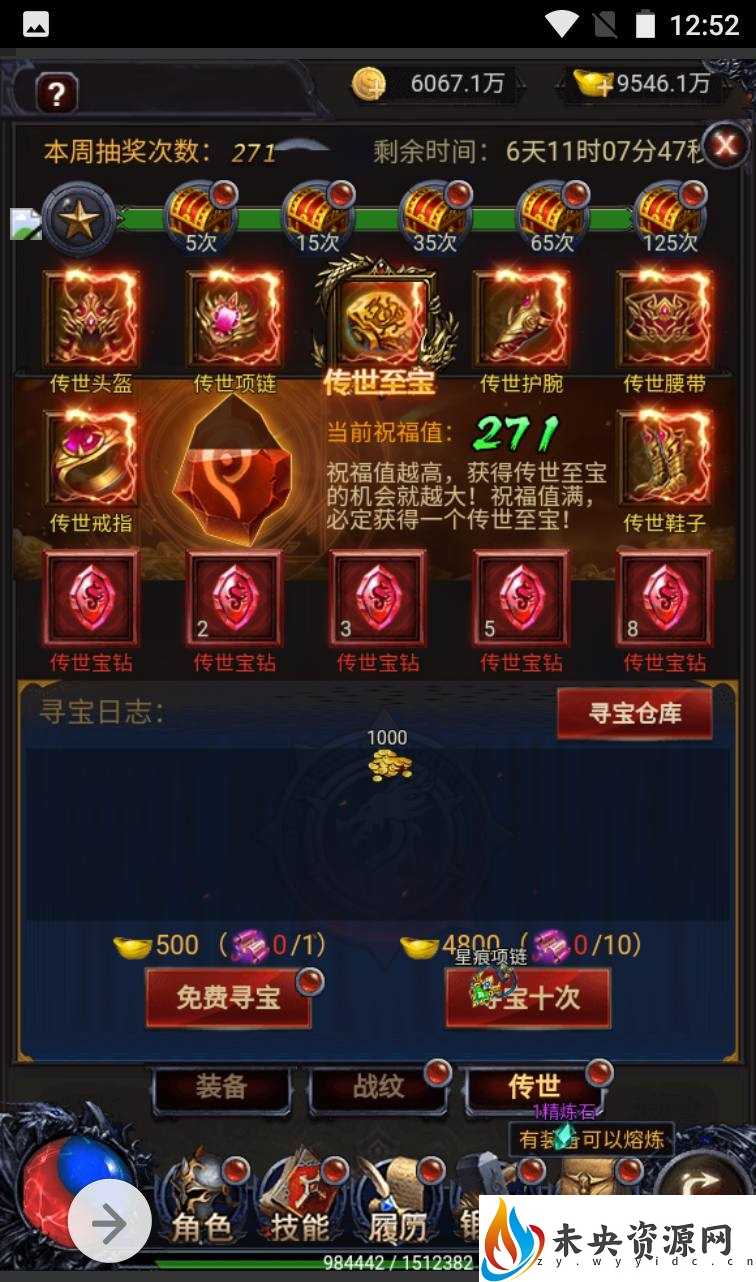 12:52
?
6067.1万
9546.1万
本周抽奖次数： 271
剩余时间： 6天11时07分47秒
X
5次
15次
35次
65次
125次
传世头盔
传世项链
传世至宝
传世护腕
传世腰带
当前祝福值： 271
祝福值越高，获得传世至宝
的机会就越大！祝福值满，
必定获得一个传世至宝！
传世戒指
传世鞋子
2
3
5
8
传世宝钻
传世宝钻
传世宝钻
传世宝钻
传世宝钻
寻宝日志：
寻宝仓库
1000
500 （0/1）
4800 （0/10）
星痕项链
免费寻宝
寻宝十次
装备
战纹
传世
1精炼石
有装备可以熔炼
角色
技能
履历
984442 / 1512382
未央资源网
zy.wyyidc.cn